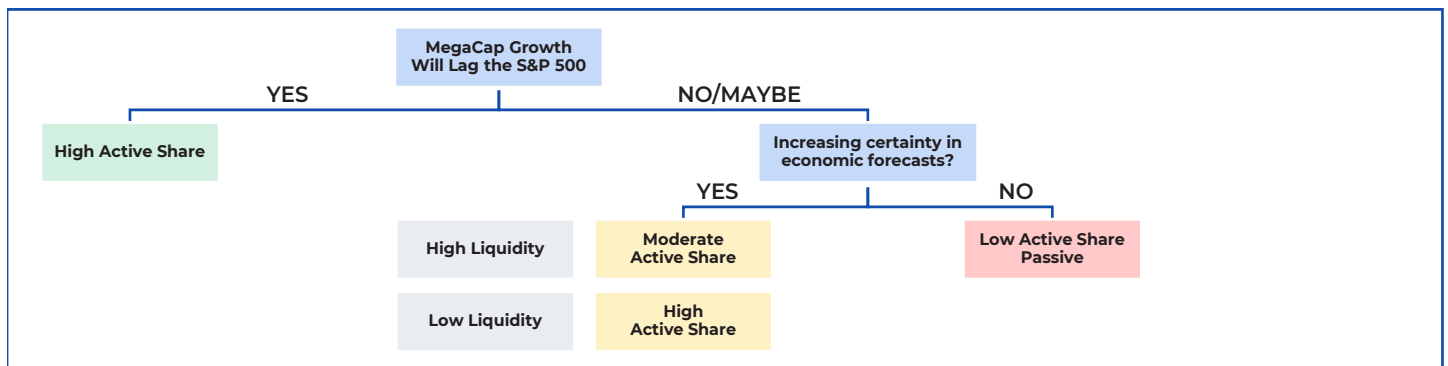 MegaCap Growth
Will Lag the S&P 500
YES
NO/MAYBE
High Active Share
Increasing certainty in
economic forecasts?
YES
NO
High Liquidity
Moderate
Active Share
Low Active Share
Passive
Low Liquidity
High
Active Share